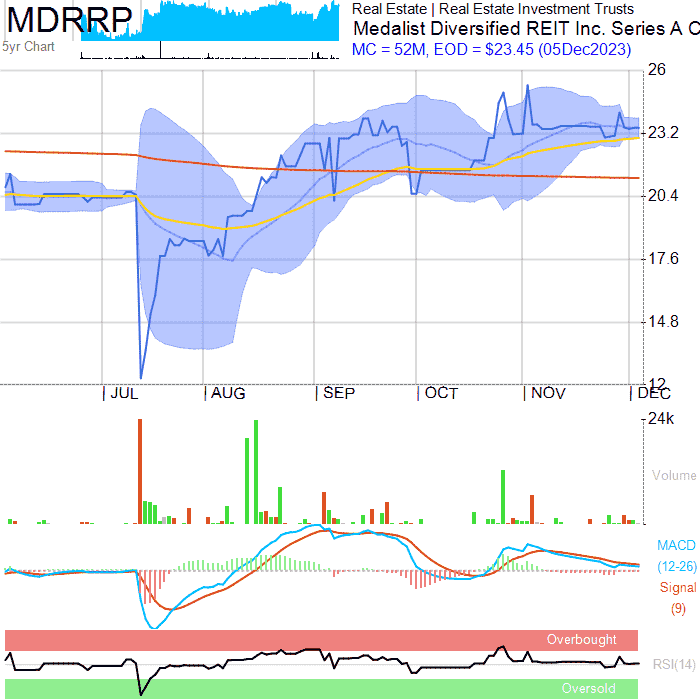 MDRRP
5yr Chart
Real Estate | Real Estate Investment Trusts
Medalist Diversified REIT Inc. Series A C
MC = 52M, EOD = $23.45 (05Dec2023)
26
23.2
20.4
17.6
14.8
12
JUL
AUG
SEP
OCT
NOV
DEC
24k
Volume
MACD
(12-26)
Signal
(9)
Overbought
RSI(14)
Oversold